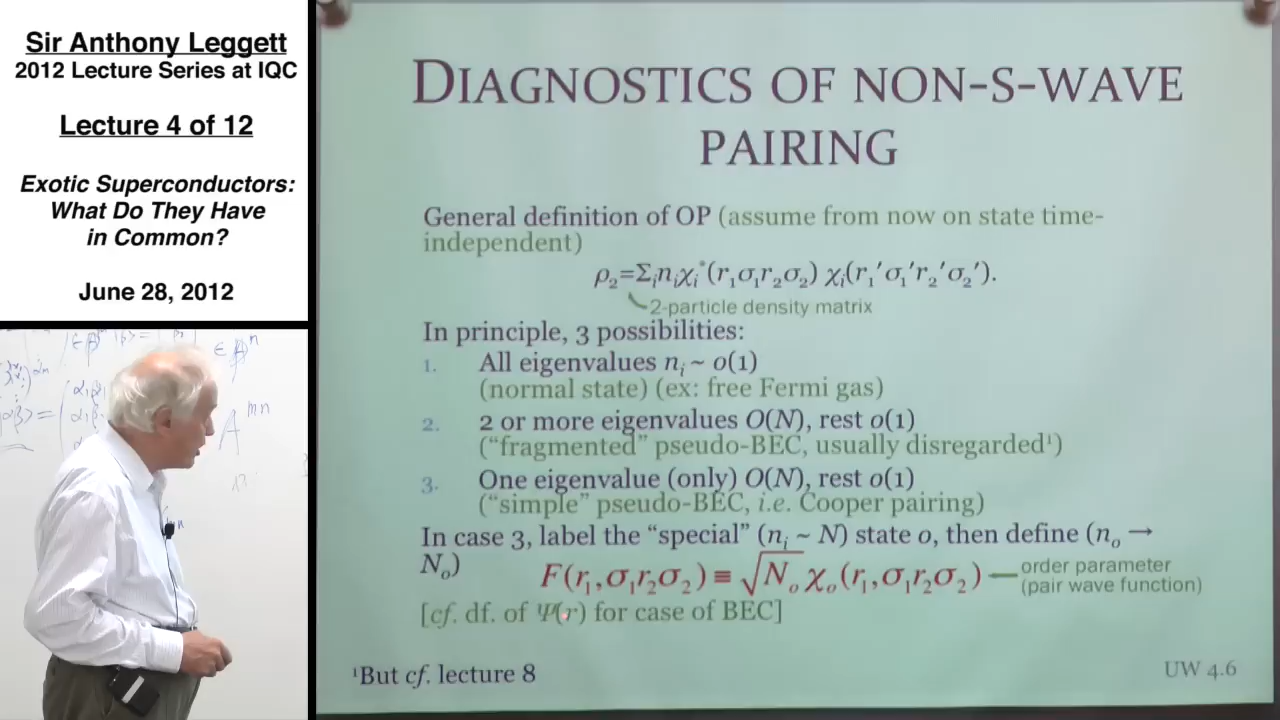 Sir Anthony Leggett
2012 Lecture Series at IQC
Lecture 4 of 12
Exotic Superconductors:
What Do They Have
in Common?
June 28, 2012
DIAGNOSTICS OF NON-S-WAVE
PAIRING
General definition of OP (assume from now on state time-
independent)
ρ₂=Σᵢnᵢχᵢ*(r₁σ₁r₂σ₂) χᵢ(r₁′σ₁′r₂′σ₂′).
2-particle density matrix
In principle, 3 possibilities:
1. All eigenvalues nᵢ ~ o(1)
(normal state) (ex: free Fermi gas)
2. 2 or more eigenvalues O(N), rest o(1)
("fragmented" pseudo-BEC, usually disregarded¹)
3. One eigenvalue (only) O(N), rest o(1)
("simple" pseudo-BEC, i.e. Cooper pairing)
In case 3, label the "special" (nᵢ ~ N) state o, then define (nₒ →
Nₒ)
F(r₁,σ₁r₂σ₂) ≡ √Nₒ χₒ(r₁,σ₁r₂σ₂)
order parameter
(pair wave function)
[cf. df. of Ψ(r) for case of BEC]
¹But cf. lecture 8
UW 4.6
A^mn